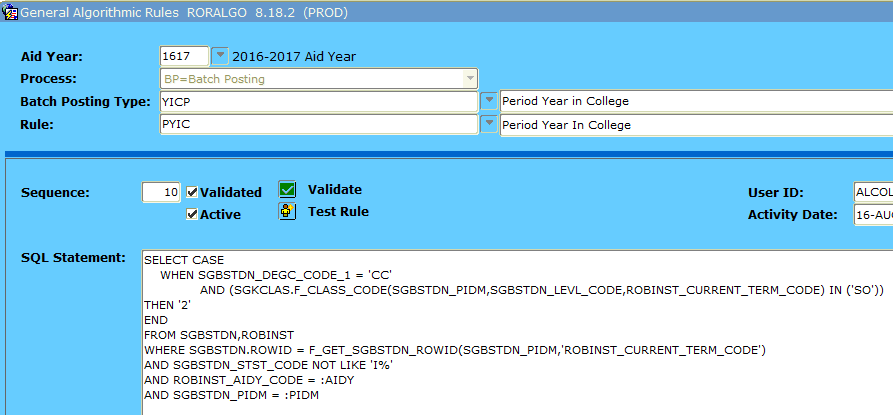 General Algorithmic Rules RORALGO 8.18.2 (PROD)
Aid Year: 1617 2016-2017 Aid Year
Process: BP=Batch Posting
Batch Posting Type: YICP Period Year in College
Rule: PYIC Period Year In College
Sequence: 10 Validated Validate User ID: ALCOL
Active Test Rule Activity Date: 16-AUG
SQL Statement: SELECT CASE
WHEN SGBSTDN_DEGC_CODE_1 = 'CC'
AND (SGKCLAS.F_CLASS_CODE(SGBSTDN_PIDM,SGBSTDN_LEVL_CODE,ROBINST_CURRENT_TERM_CODE) IN ('SO'))
THEN '2'
END
FROM SGBSTDN,ROBINST
WHERE SGBSTDN.ROWID = F_GET_SGBSTDN_ROWID(SGBSTDN_PIDM,'ROBINST_CURRENT_TERM_CODE')
AND SGBSTDN_STST_CODE NOT LIKE 'I%'
AND ROBINST_AIDY_CODE = :AIDY
AND SGBSTDN_PIDM = :PIDM